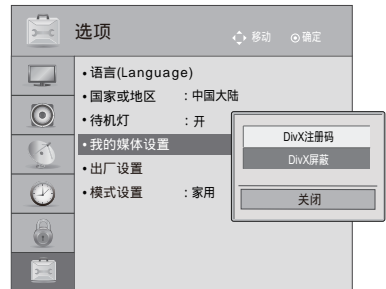 选项
移动 确定
• 语言(Language)
• 国家或地区 : 中国大陆
• 待机灯 : 开
• 我的媒体设置
• 出厂设置
• 模式设置 : 家用
DivX注册码
DivX屏蔽
关闭